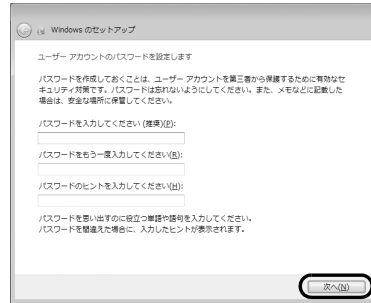 Windows のセットアップ
ユーザー アカウントのパスワードを設定します
パスワードを作成しておくことは、ユーザー アカウントを第三者から保護するために有効なセ
キュリティ対策です。パスワードは忘れないようにしてください。また、メモなどに記載した
場合は、安全な場所に保管してください。
パスワードを入力してください (推奨)(P):
パスワードをもう一度入力してください(R):
パスワードのヒントを入力してください(H):
パスワードを思い出すのに役立つ単語や語句を入力してください。
パスワードを間違えた場合に、入力したヒントが表示されます。
次へ(N)